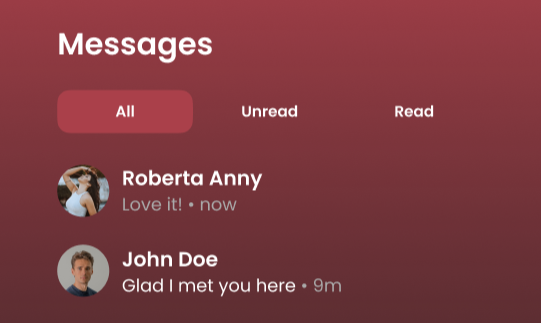 Messages
All Unread Read
Roberta Anny
Love it! • now
John Doe
Glad I met you here • 9m